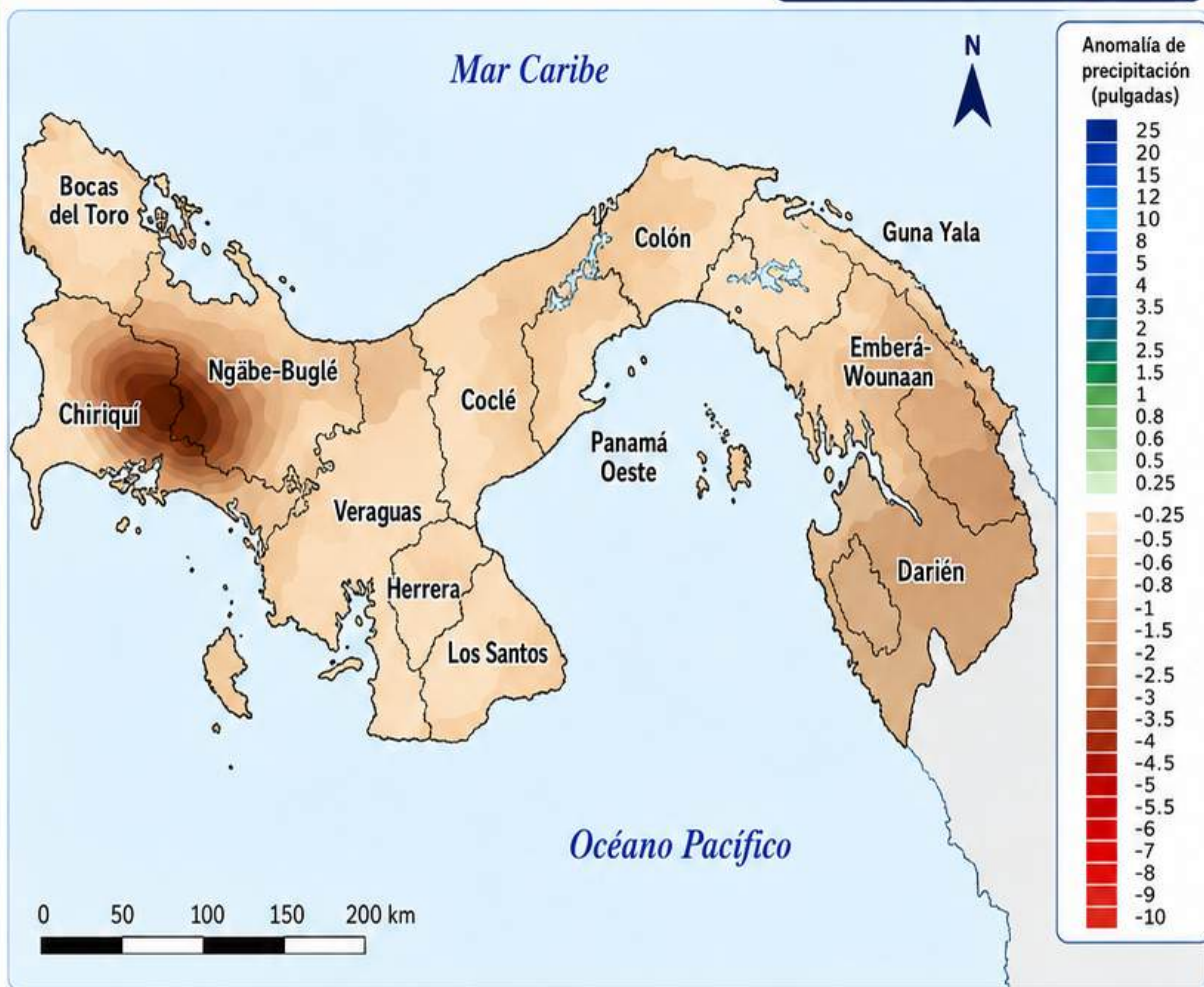 Mar Caribe
N
Bocas
del Toro
Colón
Guna Yala
Ngäbe-Buglé
Emberá-
Wounaan
Chiriquí
Coclé
Panamá
Oeste
Veraguas
Herrera
Darién
Los Santos
Océano Pacífico
0 50 100 150 200 km
Anomalía de
precipitación
(pulgadas)
25
20
15
12
10
8
5
4
3.5
2
2.5
1.5
1
0.8
0.6
0.5
0.25
-0.25
-0.5
-0.6
-0.8
-1
-1.5
-2
-2.5
-3
-3.5
-4
-4.5
-5
-5.5
-6
-7
-8
-9
-10